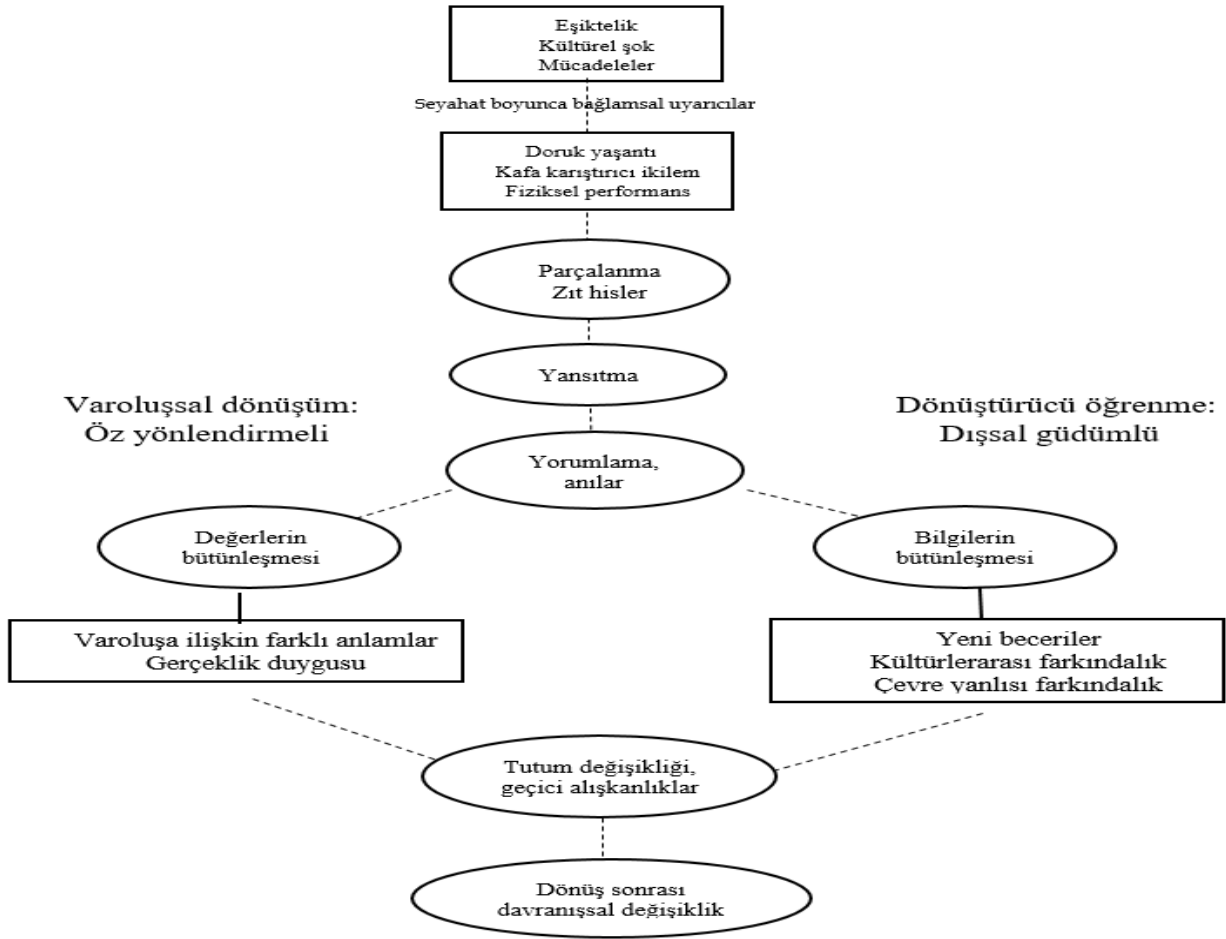 Eşiktelik
Kültürel şok
Mücadeleler
Seyahat boyunca bağlamsal uyarıcılar
Doruk yaşantı
Kafa karıştırıcı ikilem
Fiziksel performans
Parçalanma
Zıt hisler
Yansıtma
Varoluşsal dönüşüm:
Öz yönlendirmeli
Dönüştürücü öğrenme:
Dışsal güdümlü
Yorumlama,
anılar
Değerlerin
bütünleşmesi
Bilgilerin
bütünleşmesi
Varoluşa ilişkin farklı anlamlar
Gerçeklik duygusu
Yeni beceriler
Kültürlerarası farkındalık
Çevre yanlısı farkındalık
Tutum değişikliği,
geçici alışkanlıklar
Dönüş sonrası
davranışsal değişiklik